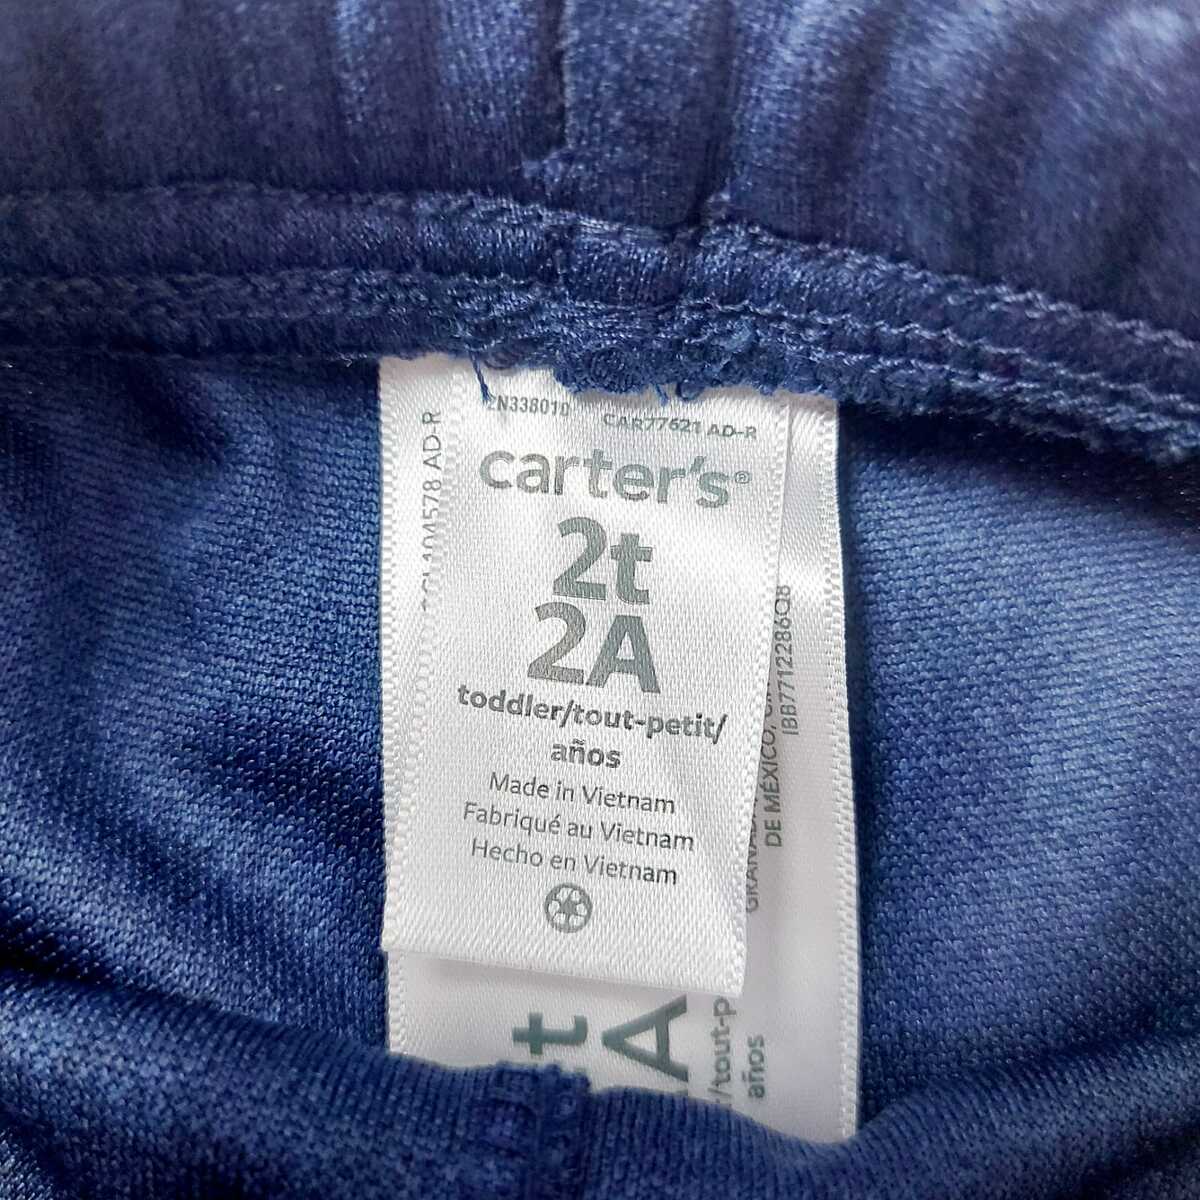 CAR77621 AD-R
carter's®
2t
2A
toddler/tout-petit/
años
Made in Vietnam
Fabriqué au Vietnam
Hecho en Vietnam
AD-R
IBB7712286Q8
DE MÉXICO,
años